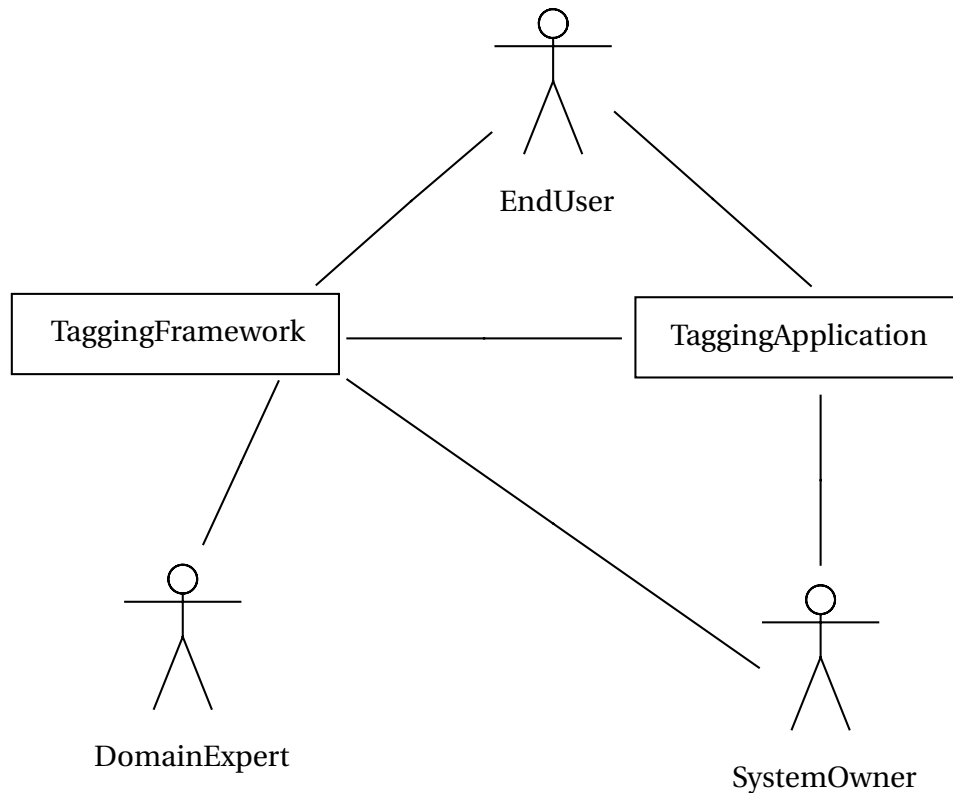 EndUser
TaggingFramework
TaggingApplication
DomainExpert
SystemOwner